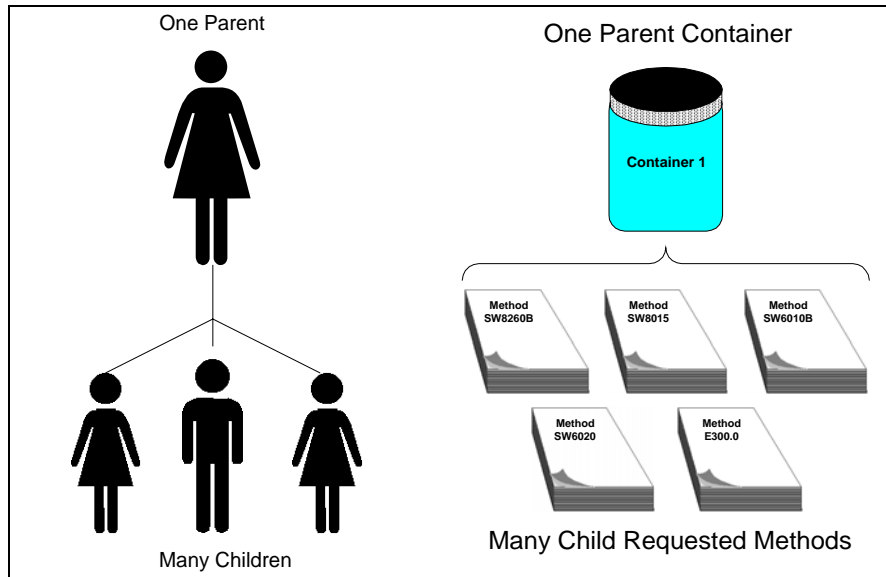 One Parent
Many Children
One Parent Container
Container 1
Method
SW8260B
Method
SW8015
Method
SW6010B
Method
SW6020
Method
E300.0
Many Child Requested Methods